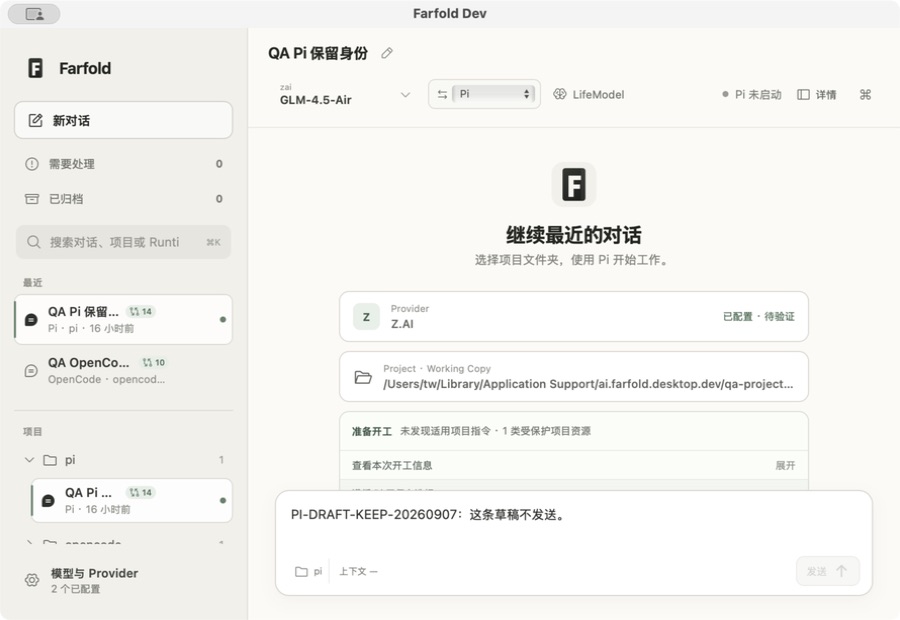 Farfold Dev
Farfold
新对话
需要处理 0
已归档 0
搜索对话、项目或 Runti ⌘K
最近
QA Pi 保留... 14
Pi · pi · 16 小时前
QA OpenCo... 10
OpenCode · opencod...
项目
pi 1
QA Pi ... 14
Pi · 16 小时前
模型与 Provider
2 个已配置
QA Pi 保留身份
zai
GLM-4.5-Air
Pi
LifeModel
Pi 未启动
详情
⌘
继续最近的对话
选择项目文件夹，使用 Pi 开始工作。
Z
Provider
Z.AI
已配置 · 待验证
Project · Working Copy
/Users/tw/Library/Application Support/ai.farfold.desktop.dev/qa-project...
准备开工 未发现适用项目指令 · 1 类受保护项目资源
查看本次开工信息 展开
PI-DRAFT-KEEP-20260907：这条草稿不发送。
pi 上下文 —
发送